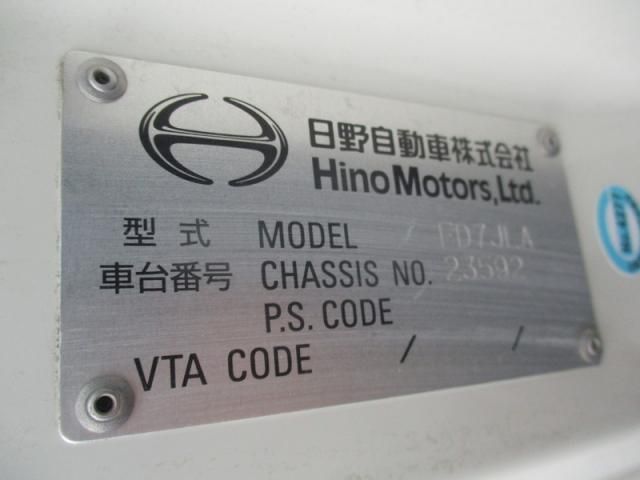 日野自動車株式会社
Hino Motors, Ltd.
型式 MODEL FD7JLA
車台番号 CHASSIS NO. 23592
P.S. CODE
VTA CODE / /